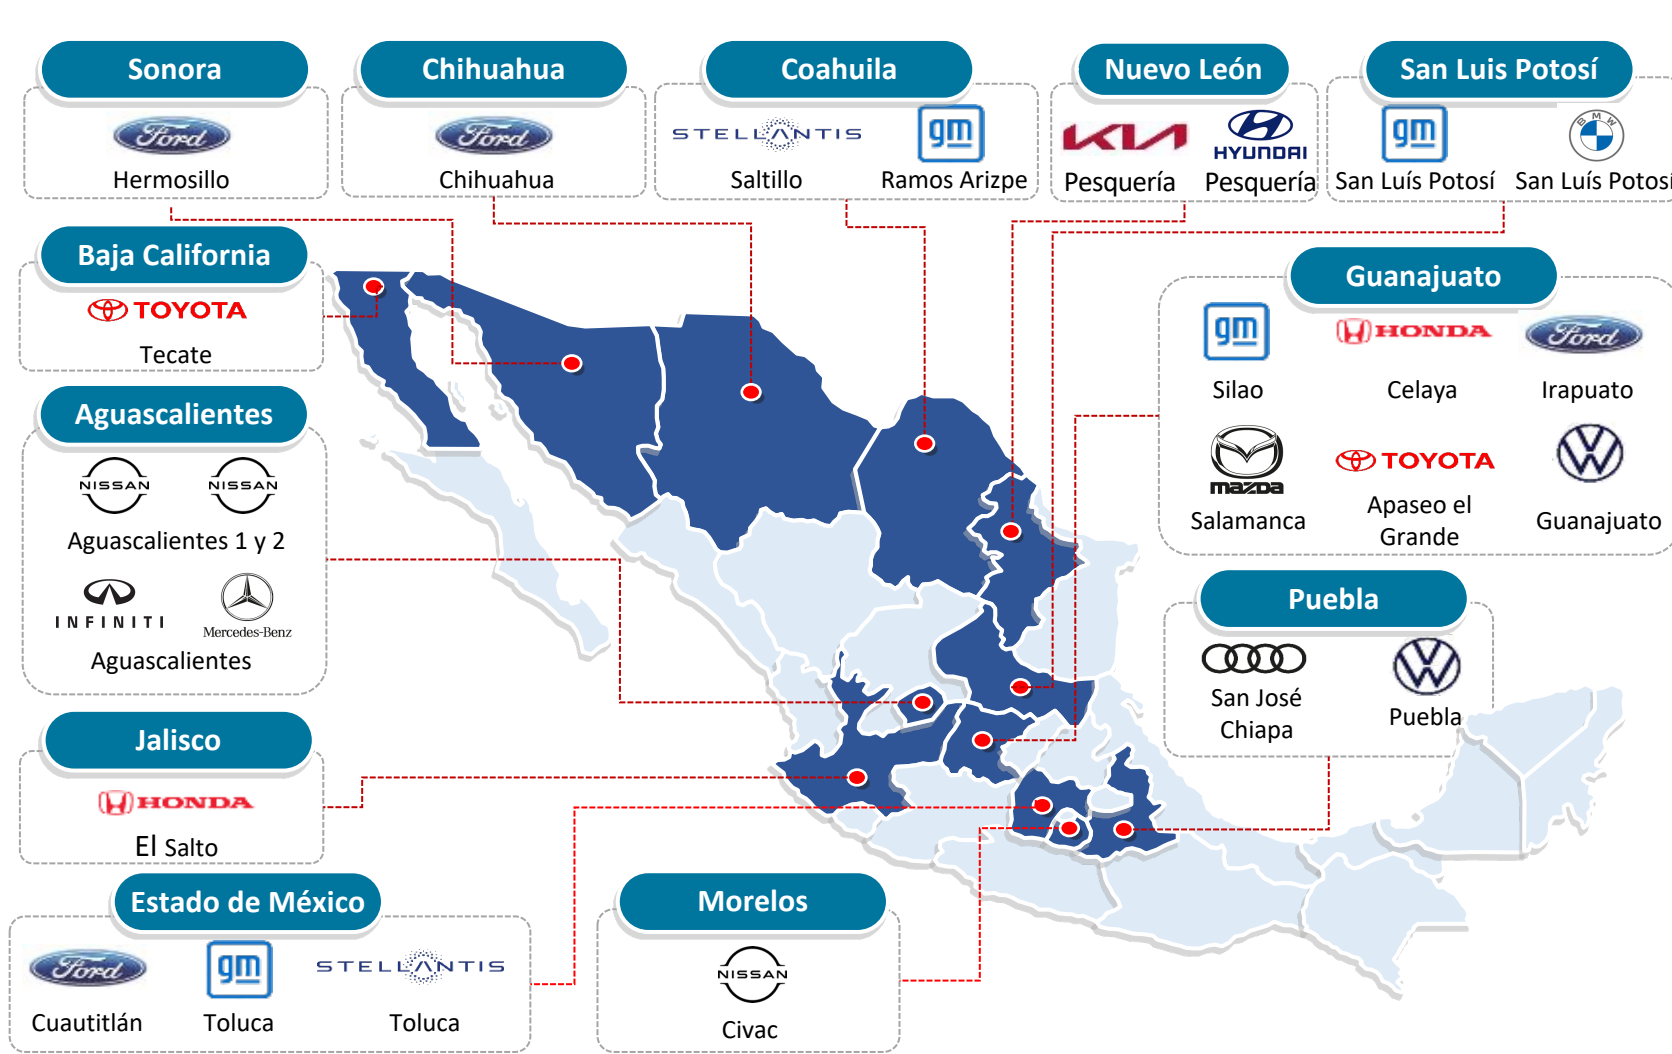 Sonora
Ford
Hermosillo
Chihuahua
Ford
Chihuahua
Coahuila
STELLANTIS
gm
Saltillo
Ramos Arizpe
Nuevo León
KIA
HYUNDAI
Pesquería
Pesquería
San Luis Potosí
gm
BMW
San Luís Potosí
San Luís Potosí
Baja California
TOYOTA
Tecate
Guanajuato
gm
HONDA
Ford
Silao
Celaya
Irapuato
mazda
TOYOTA
Salamanca
Apaseo el
Grande
Guanajuato
Aguascalientes
NISSAN
NISSAN
Aguascalientes 1 y 2
INFINITI
Mercedes-Benz
Aguascalientes
Puebla
San José
Chiapa
Puebla
Jalisco
HONDA
El Salto
Estado de México
Ford
gm
STELLANTIS
Cuautitlán
Toluca
Toluca
Morelos
NISSAN
Civac